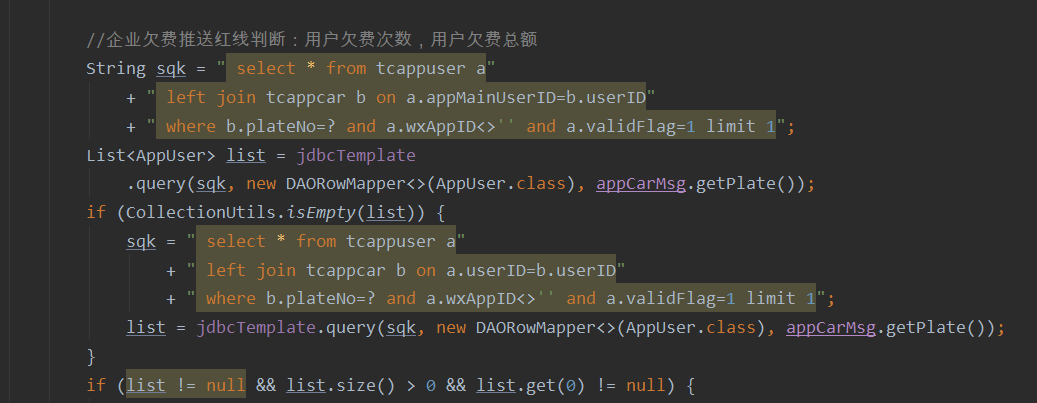 //企业欠费推送红线判断：用户欠费次数，用户欠费总额
String sqk = " select * from tcappuser a"
+ " left join tcappcar b on a.appMainUserID=b.userID"
+ " where b.plateNo=? and a.wxAppID<>'' and a.validFlag=1 limit 1";
List<AppUser> list = jdbcTemplate
.query(sqk, new DAORowMapper<>(AppUser.class), appCarMsg.getPlate());
if (CollectionUtils.isEmpty(list)) {
sqk = " select * from tcappuser a"
+ " left join tcappcar b on a.userID=b.userID"
+ " where b.plateNo=? and a.wxAppID<>'' and a.validFlag=1 limit 1";
list = jdbcTemplate.query(sqk, new DAORowMapper<>(AppUser.class), appCarMsg.getPlate());
}
if (list != null && list.size() > 0 && list.get(0) != null) {